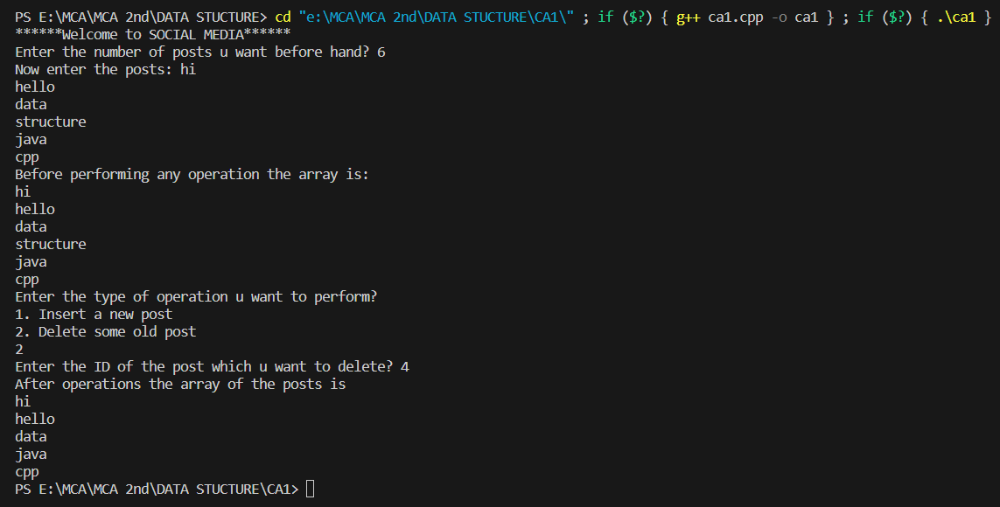 PS E:\MCA\MCA 2nd\DATA STUCTURE> cd "e:\MCA\MCA 2nd\DATA STUCTURE\CA1\" ; if ($?) { g++ ca1.cpp -o ca1 } ; if ($?) { .\ca1 }
******Welcome to SOCIAL MEDIA******
Enter the number of posts u want before hand? 6
Now enter the posts: hi
hello
data
structure
java
cpp
Before performing any operation the array is:
hi
hello
data
structure
java
cpp
Enter the type of operation u want to perform?
1. Insert a new post
2. Delete some old post
2
Enter the ID of the post which u want to delete? 4
After operations the array of the posts is
hi
hello
data
java
cpp
PS E:\MCA\MCA 2nd\DATA STUCTURE\CA1>